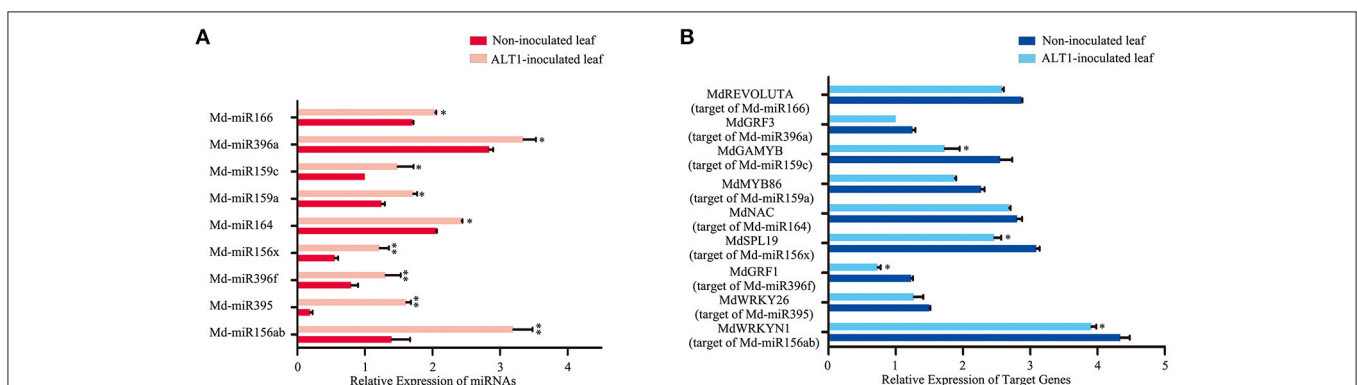 A
Non-inoculated leaf
ALT1-inoculated leaf
Md-miR166
Md-miR396a
Md-miR159c
Md-miR159a
Md-miR164
Md-miR156x
Md-miR396f
Md-miR395
Md-miR156ab
*
*
*
*
*
**
**
**
**
0 1 2 3 4
Relative Expression of miRNAs
B
Non-inoculated leaf
ALT1-inoculated leaf
MdREVOLUTA
(target of Md-miR166)
MdGRF3
(target of Md-miR396a)
MdGAMYB
(target of Md-miR159c)
MdMYB86
(target of Md-miR159a)
MdNAC
(target of Md-miR164)
MdSPL19
(target of Md-miR156x)
MdGRF1
(target of Md-miR396f)
MdWRKY26
(target of Md-miR395)
MdWRKYN1
(target of Md-miR156ab)
*
*
*
*
0 1 2 3 4 5
Relative Expression of Target Genes